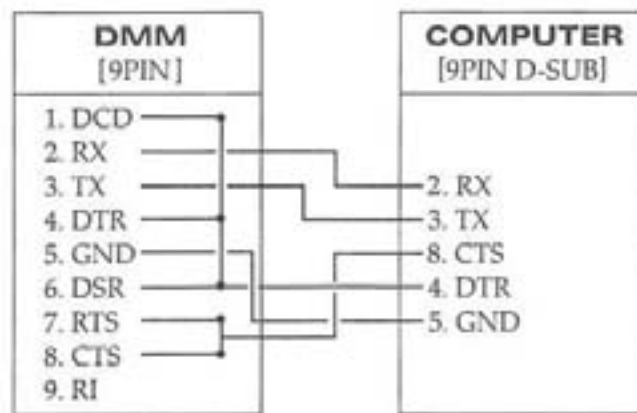 DMM
[9PIN]
1. DCD
2. RX
3. TX
4. DTR
5. GND
6. DSR
7. RTS
8. CTS
9. RI
COMPUTER
[9PIN D-SUB]
2. RX
3. TX
8. CTS
4. DTR
5. GND